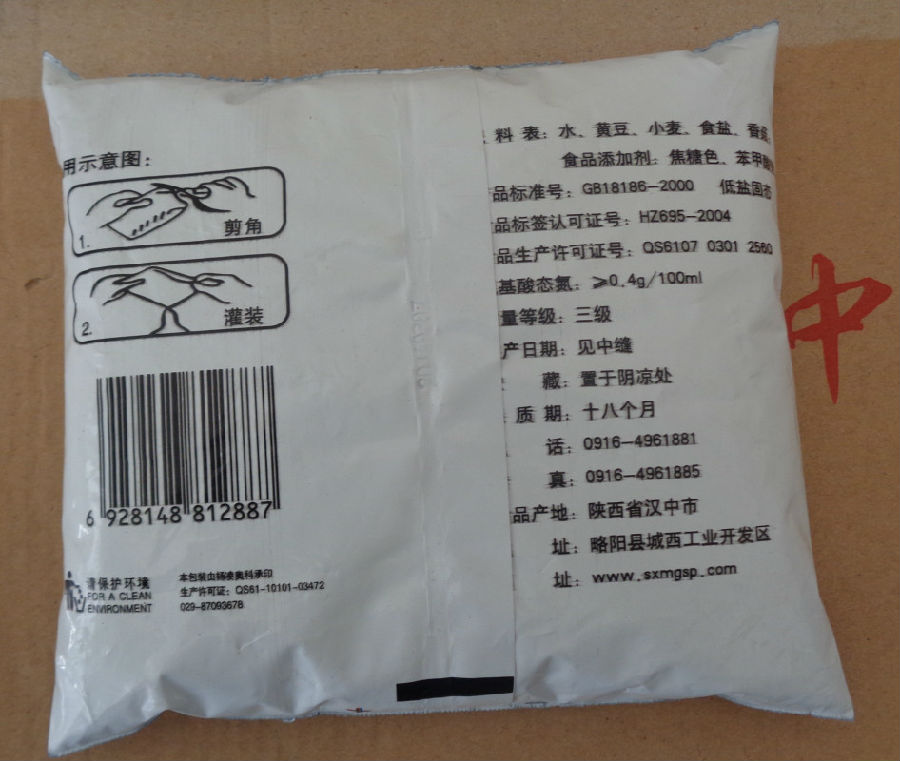 用示意图：
1.
剪角
2.
灌装
6 928148 812887
请保护环境
FOR A CLEAN
ENVIRONMENT
本包装由杨凌奥科承印
生产许可证：QS61-10101-03472
029-87093678
料表：水、黄豆、小麦、食盐、香
食品添加剂：焦糖色、苯甲酸
品标准号：GB18186-2000 低盐固态
品标签认可证号：HZ695-2004
品生产许可证号：QS6107 0301 2560
基酸态氮：≥0.4g/100ml
量等级：三级
产日期：见中缝
藏：置于阴凉处
质期：十八个月
话：0916-4961881
真：0916-4961885
品产地：陕西省汉中市
址：略阳县城西工业开发区
址：www.sxmgsp.com
中